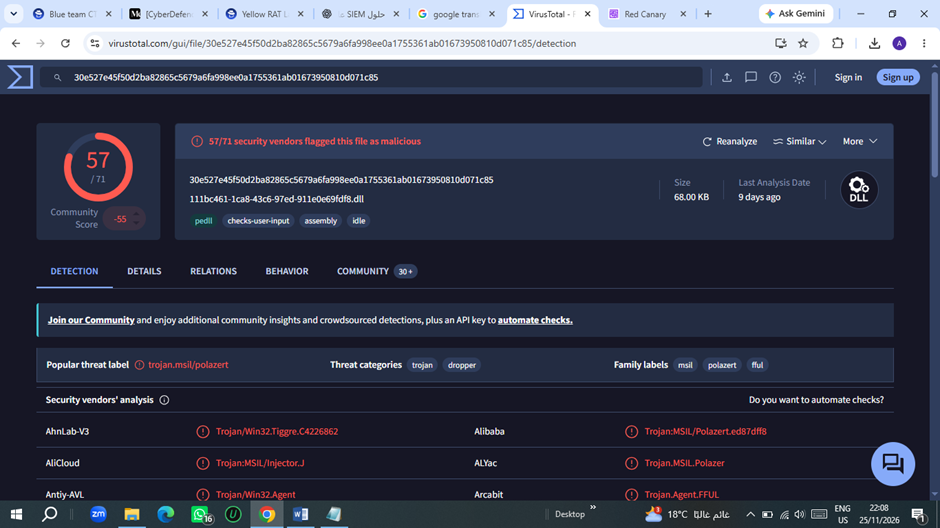 Blue team CT
[CyberDefen
Yellow RAT L
حلول SIEM عا
google trans
VirusTotal - F
Red Canary
Ask Gemini
virustotal.com/gui/file/30e527e45f50d2ba82865c5679a6fa998ee0a1755361ab01673950810d071c85/detection
30e527e45f50d2ba82865c5679a6fa998ee0a1755361ab01673950810d071c85
Sign in
Sign up
57
/ 71
Community
Score
-55
57/71 security vendors flagged this file as malicious
Reanalyze
Similar
More
30e527e45f50d2ba82865c5679a6fa998ee0a1755361ab01673950810d071c85
111bc461-1ca8-43c6-97ed-911e0e69fdf8.dll
pedll checks-user-input assembly idle
Size
68.00 KB
Last Analysis Date
9 days ago
DLL
DETECTION DETAILS RELATIONS BEHAVIOR COMMUNITY 30+
Join our Community and enjoy additional community insights and crowdsourced detections, plus an API key to automate checks.
Popular threat label trojan.msil/polazert Threat categories trojan dropper Family labels msil polazert fful
Security vendors' analysis Do you want to automate checks?
AhnLab-V3 Trojan/Win32.Tiggre.C4226862 Alibaba Trojan:MSIL/Polazert.ed87dff8
AliCloud Trojan:MSIL/Injector.J ALYac Trojan.MSIL.Polazer
Antiy-AVL Trojan/Win32.Agent Arcabit Trojan.Agent.FFUL
zm
16
Desktop
18°C غائم غالبًا
ENG
US
22:08
25/11/2026
1